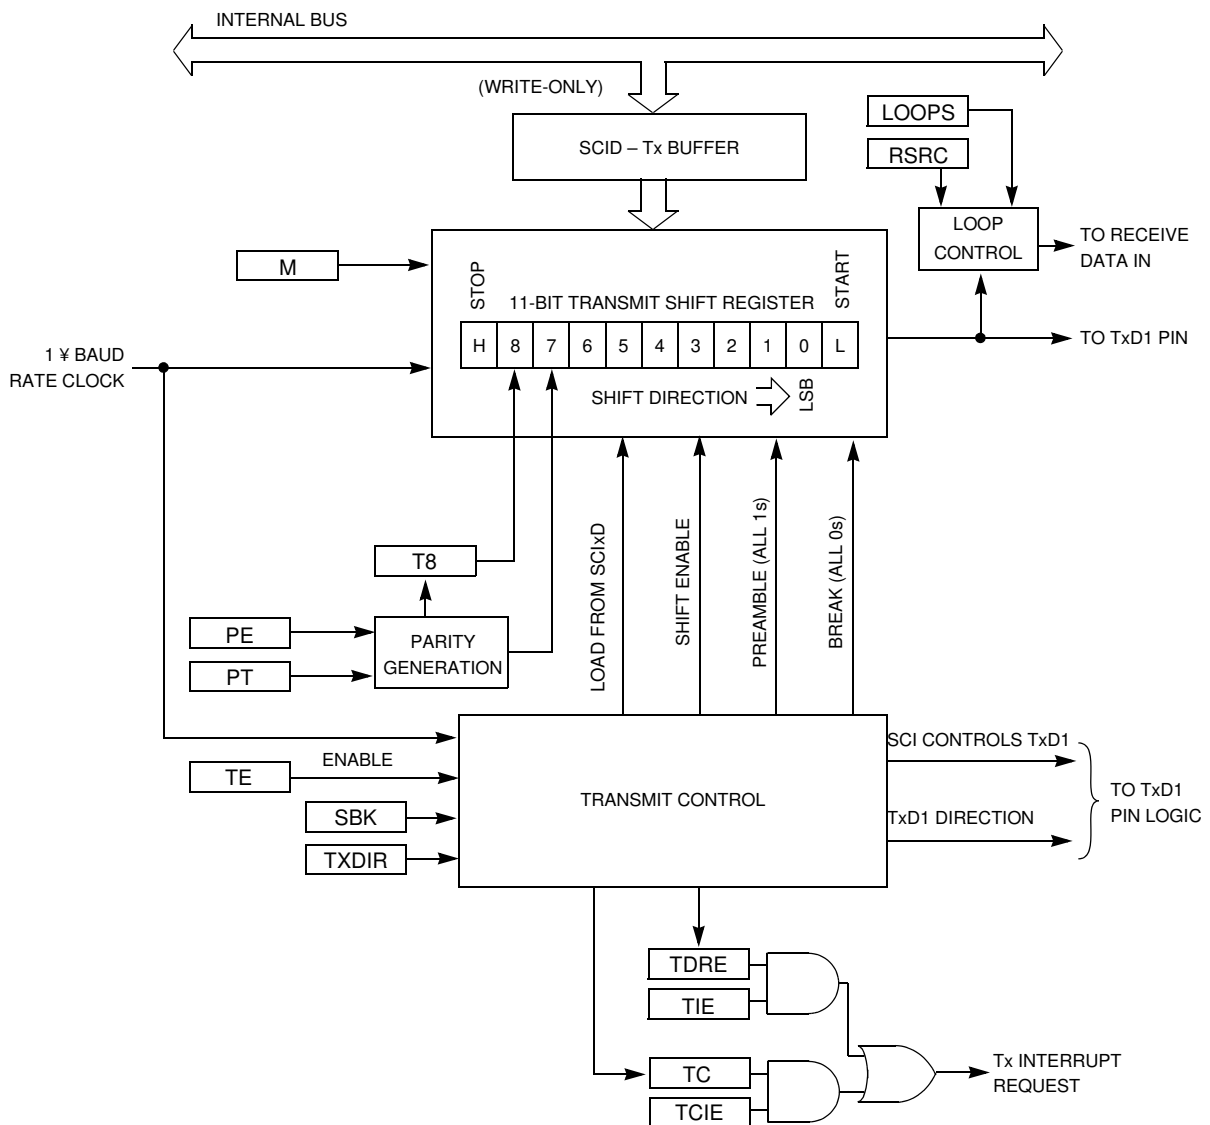 INTERNAL BUS
(WRITE-ONLY)
SCID – Tx BUFFER
LOOPS
RSRC
LOOP
CONTROL
TO RECEIVE
DATA IN
M
STOP
11-BIT TRANSMIT SHIFT REGISTER
START
H 8 7 6 5 4 3 2 1 0 L
SHIFT DIRECTION
LSB
TO TxD1 PIN
1 ¥ BAUD
RATE CLOCK
T8
PE
PT
PARITY
GENERATION
LOAD FROM SCIxD
SHIFT ENABLE
PREAMBLE (ALL 1s)
BREAK (ALL 0s)
ENABLE
TE
SBK
TXDIR
TRANSMIT CONTROL
SCI CONTROLS TxD1
TxD1 DIRECTION
TO TxD1
PIN LOGIC
TDRE
TIE
TC
TCIE
Tx INTERRUPT
REQUEST